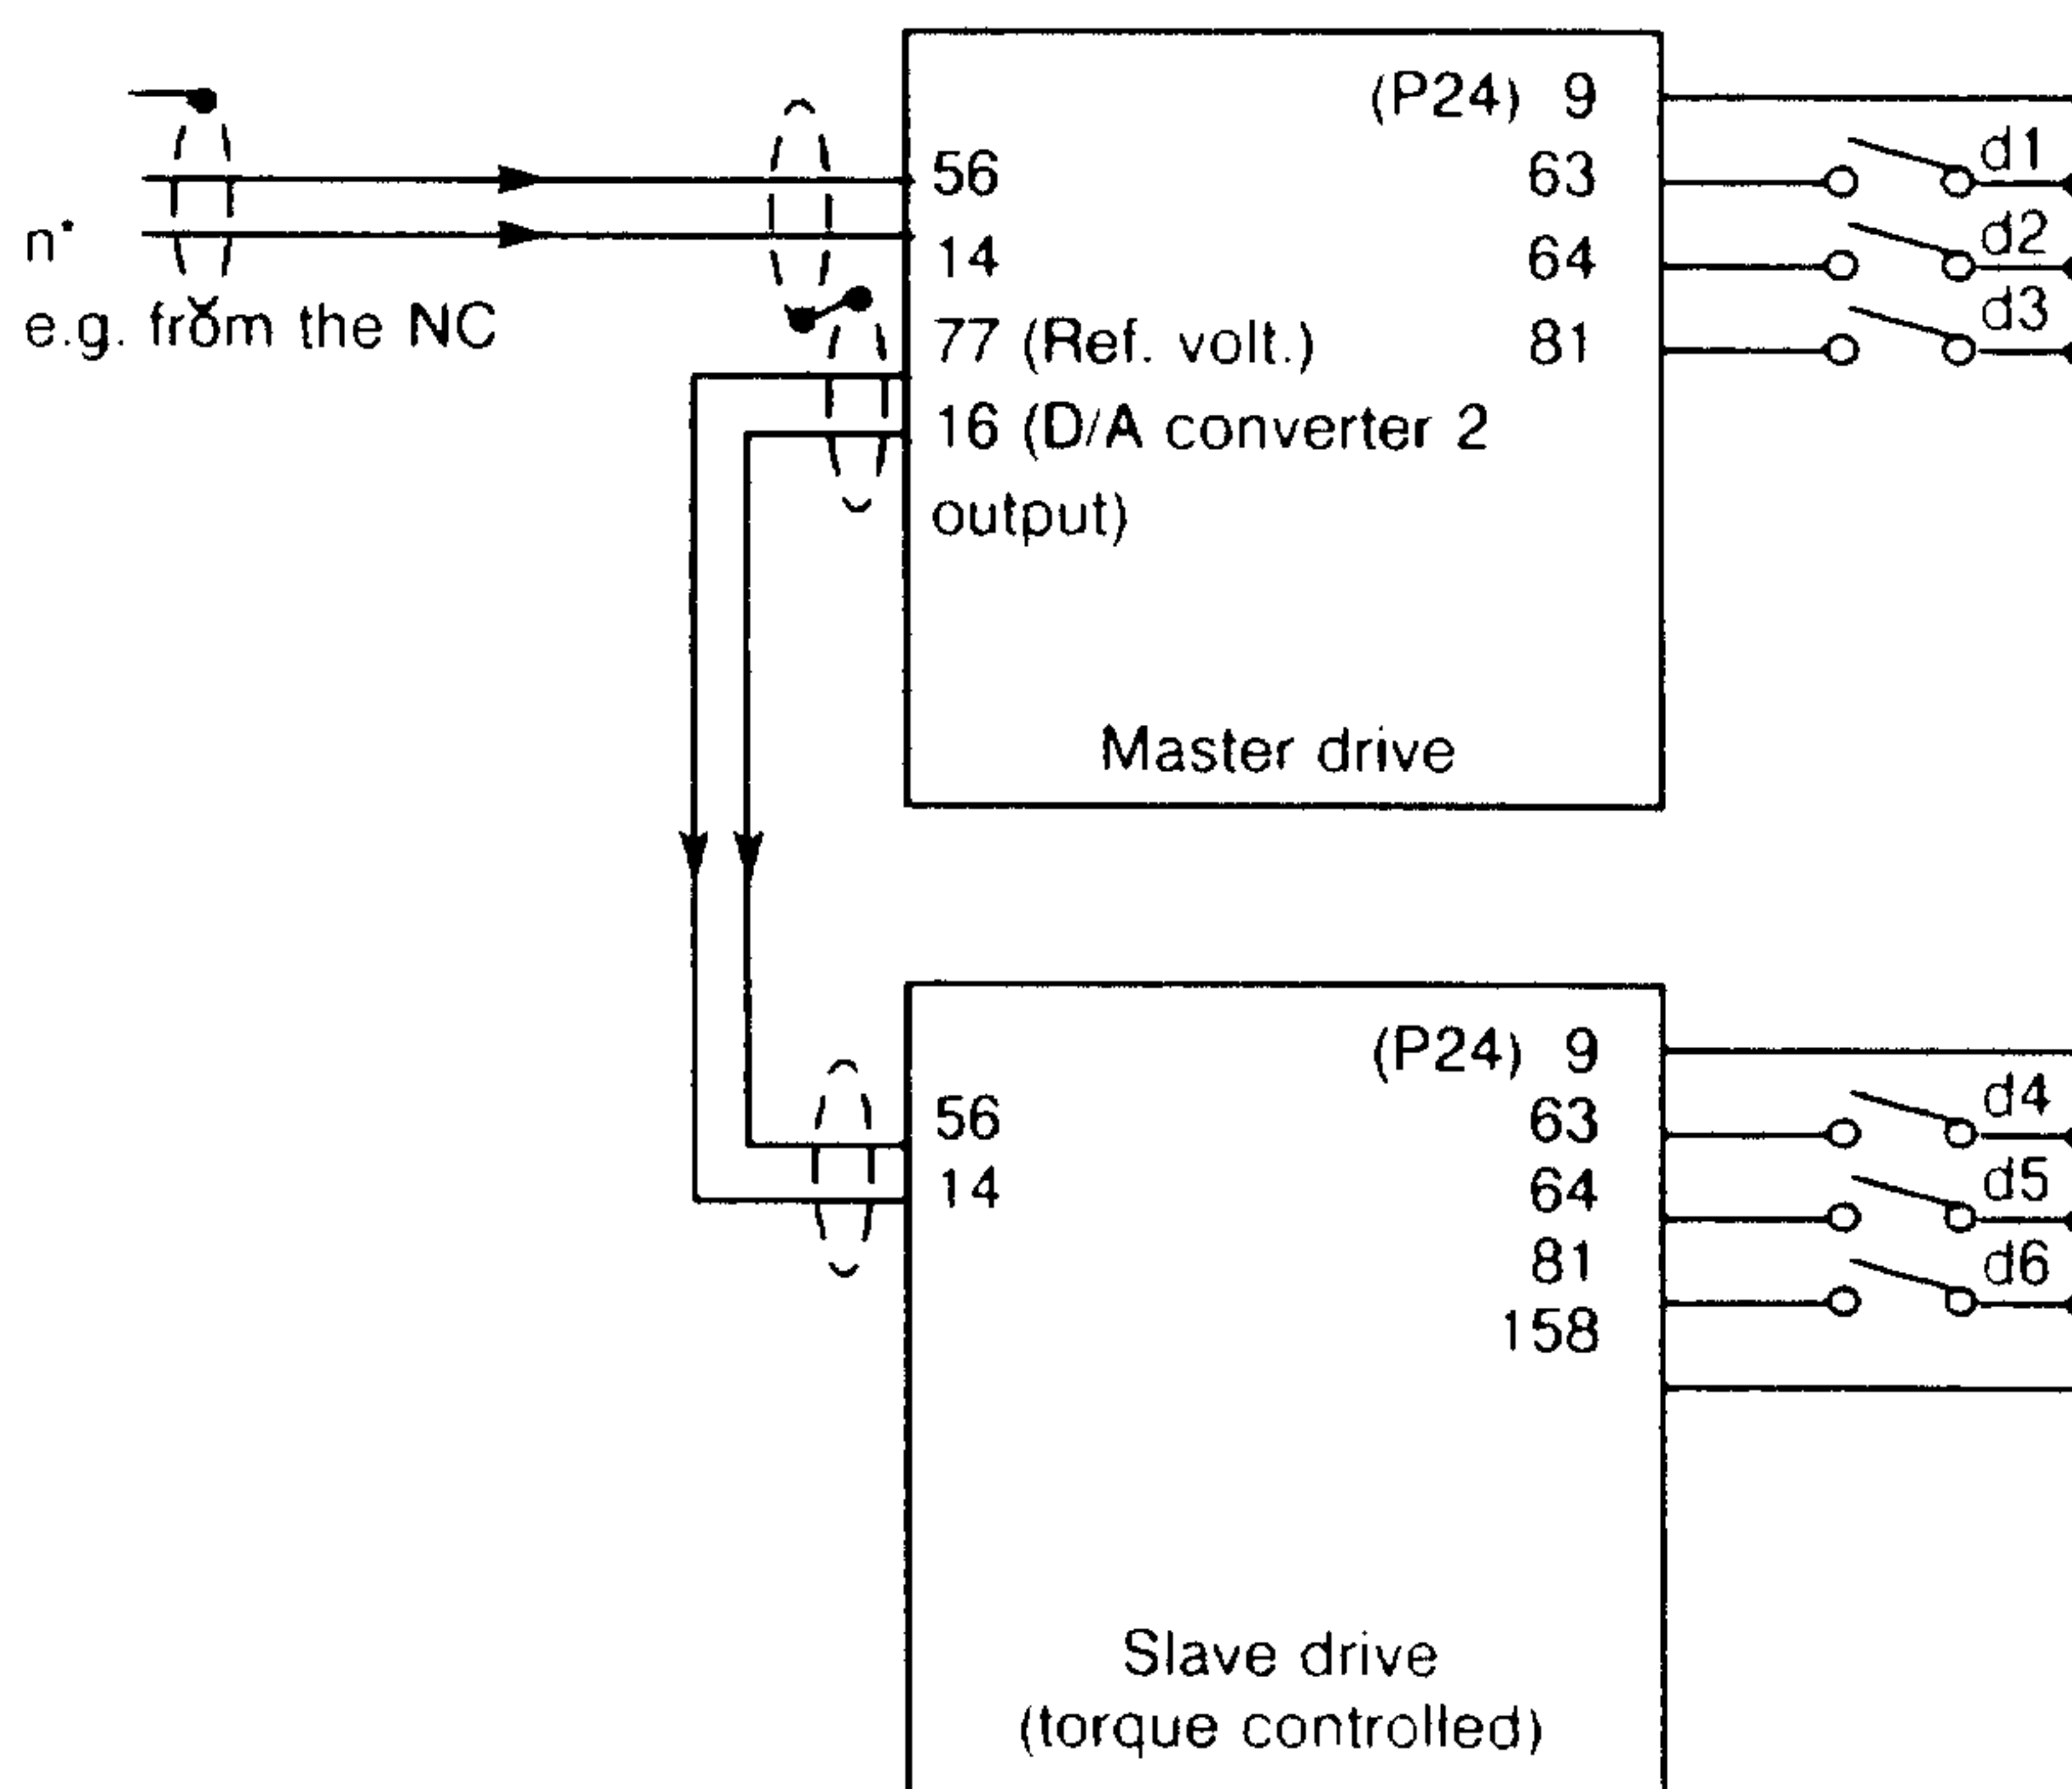 n*
e.g. from the NC
56
14
77 (Ref. volt.)
16 (D/A converter 2
output)
(P24) 9
63
64
81
d1
d2
d3
Master drive
56
14
(P24) 9
63
64
81
158
d4
d5
d6
Slave drive
(torque controlled)